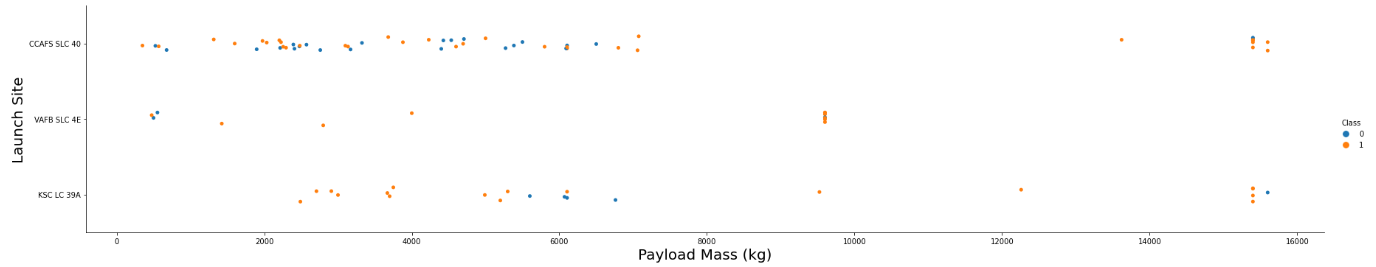 Launch Site
CCAFS SLC 40
VAFB SLC 4E
KSC LC 39A
0 2000 4000 6000 8000 10000 12000 14000 16000
Payload Mass (kg)
Class
0
1